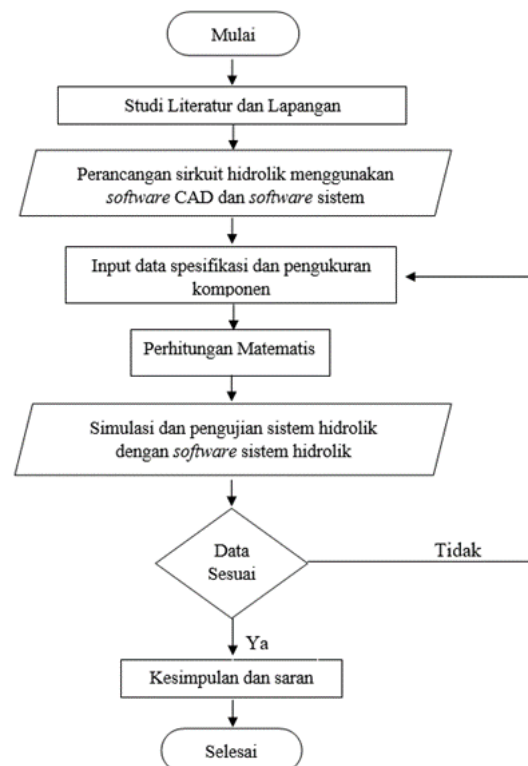 Mulai
Studi Literatur dan Lapangan
Perancangan sirkuit hidrolik menggunakan
software CAD dan software sistem
Input data spesifikasi dan pengukuran
komponen
Perhitungan Matematis
Simulasi dan pengujian sistem hidrolik
dengan software sistem hidrolik
Data
Sesuai
Tidak
Ya
Kesimpulan dan saran
Selesai